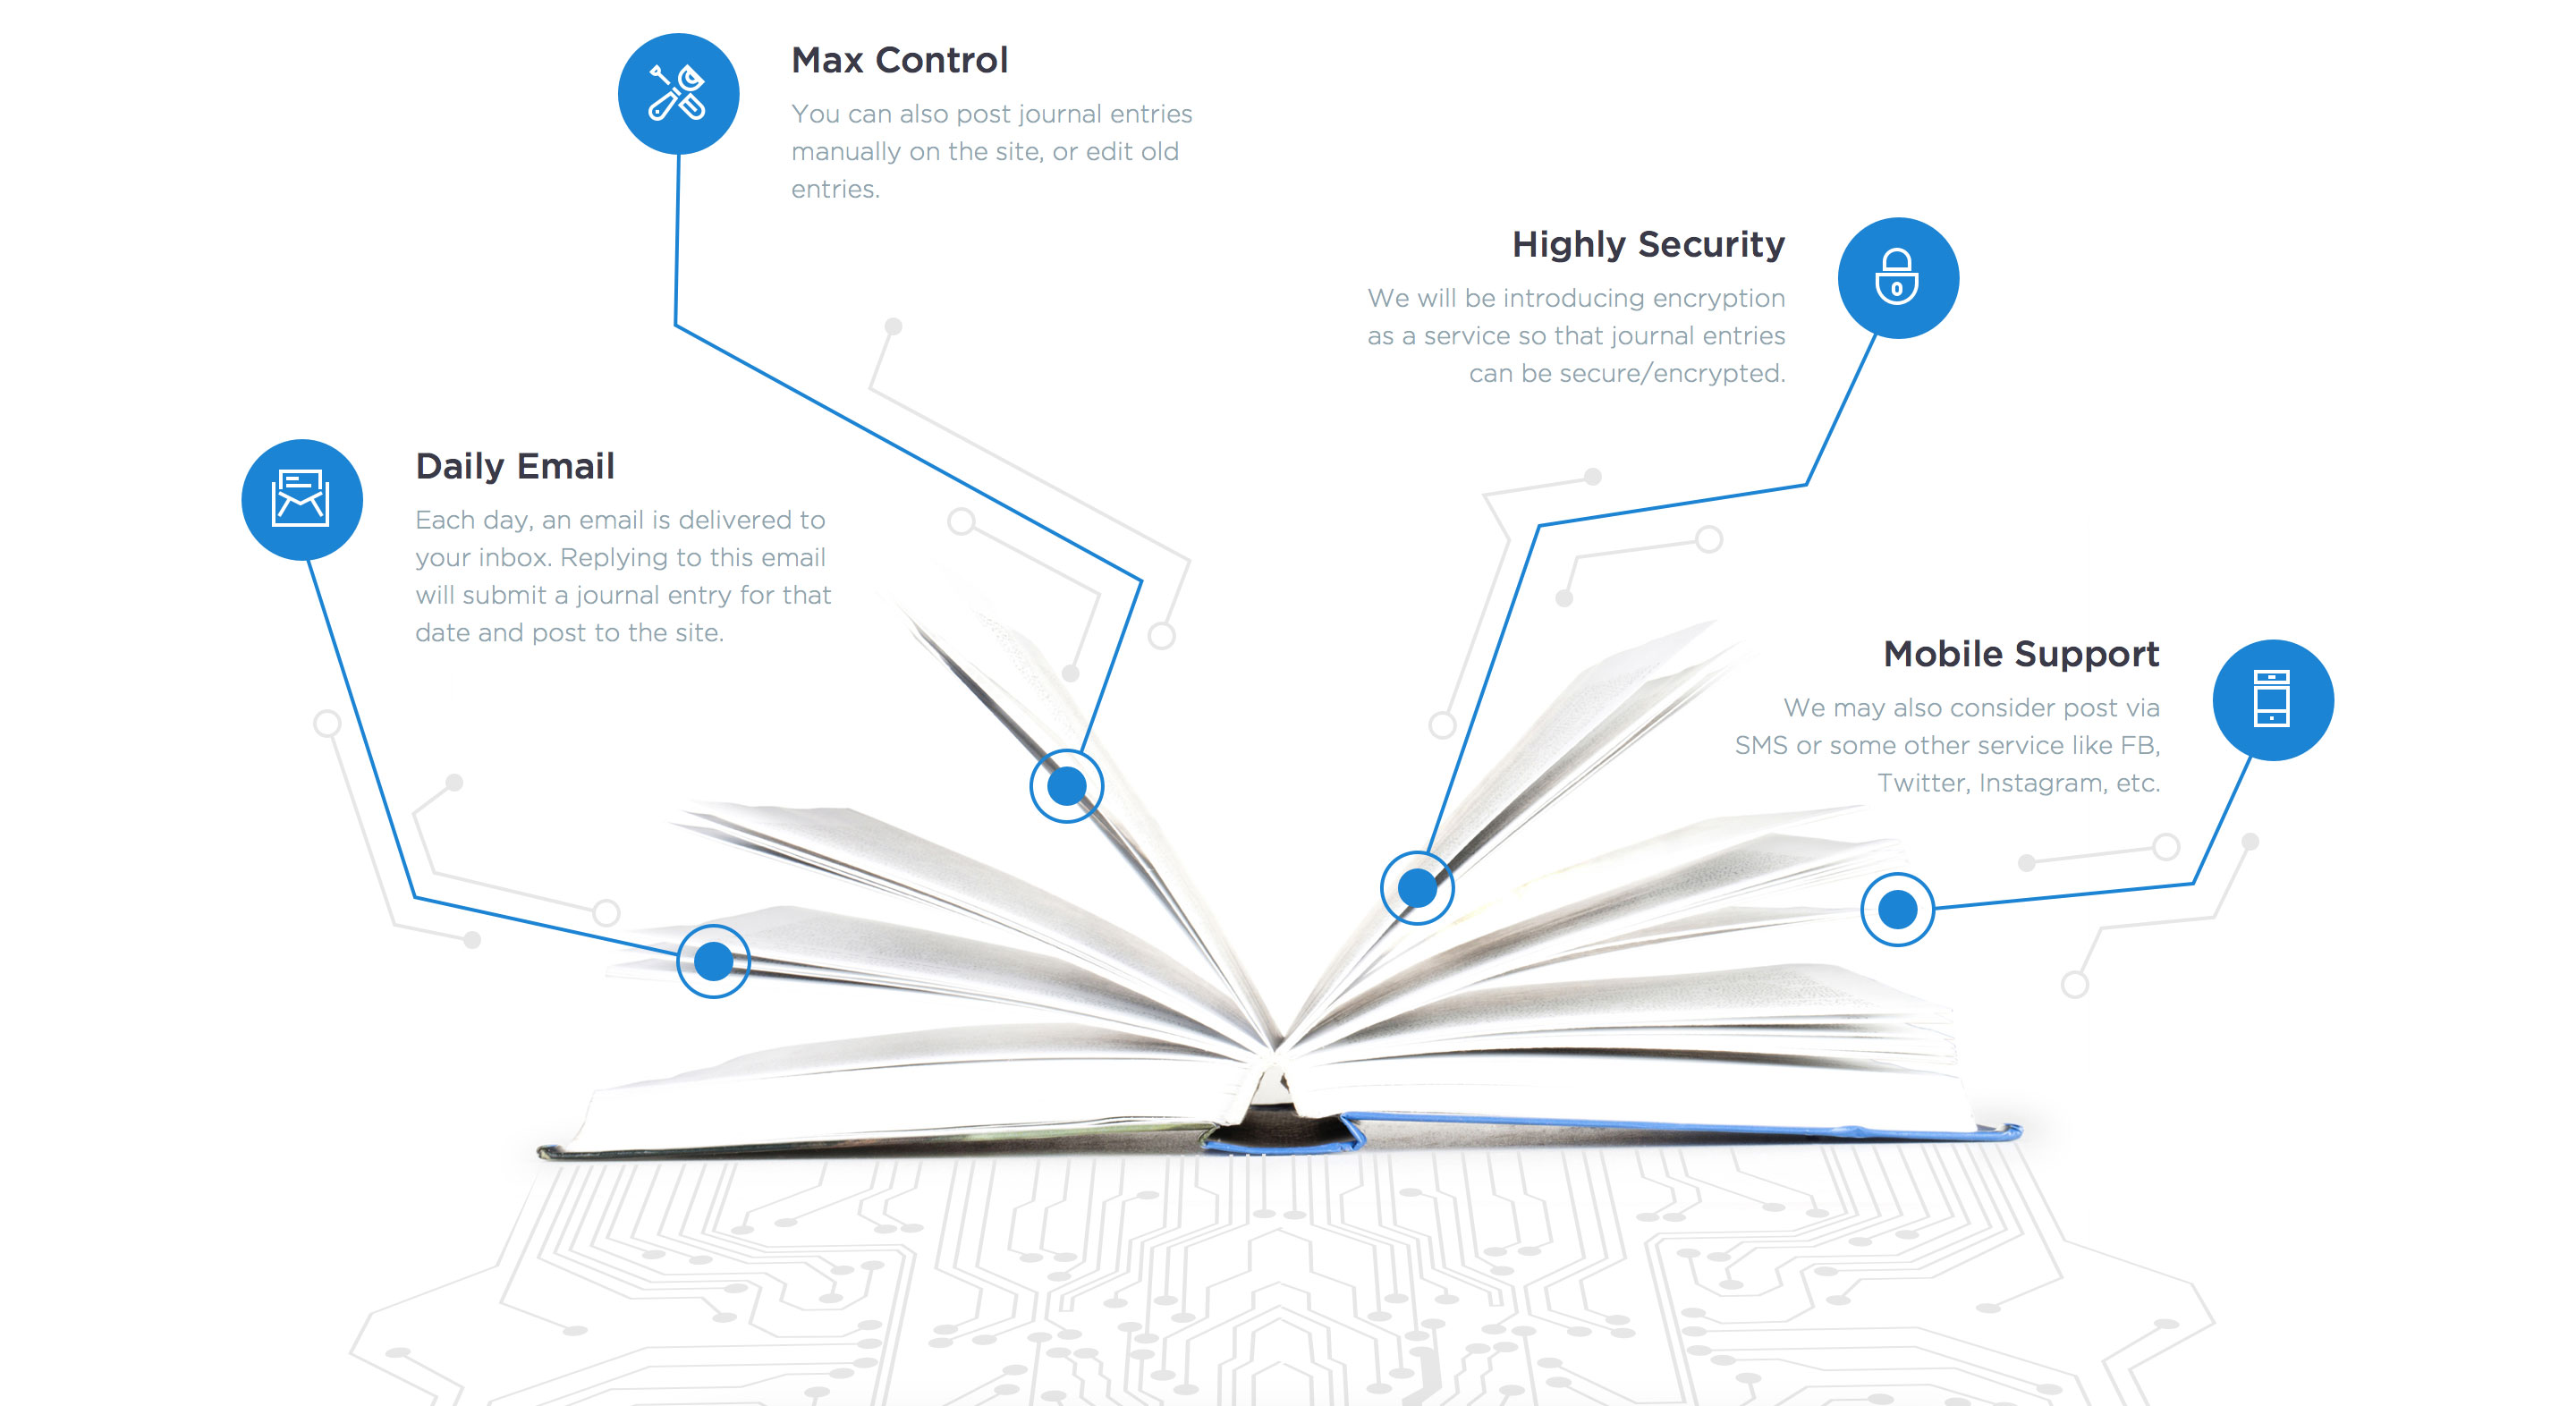 Max Control
You can also post journal entries
manually on the site, or edit old
entries.
Highly Security
We will be introducing encryption
as a service so that journal entries
can be secure/encrypted.
Daily Email
Each day, an email is delivered to
your inbox. Replying to this email
will submit a journal entry for that
date and post to the site.
Mobile Support
We may also consider post via
SMS or some other service like FB,
Twitter, Instagram, etc.